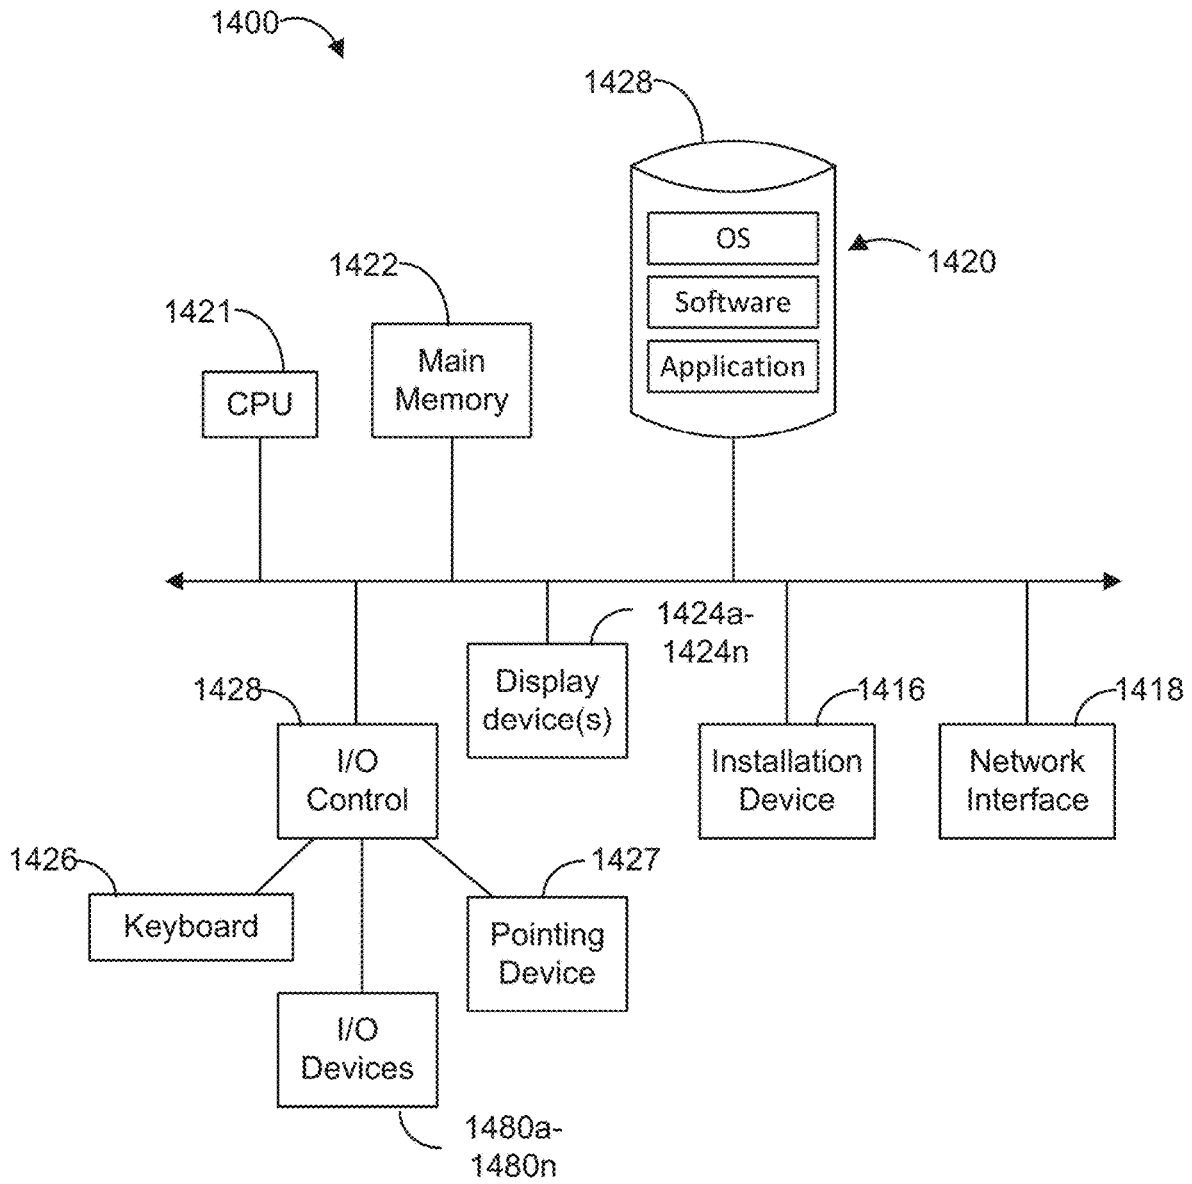 1400
1428
OS
1420
Software
Application
1422
1421
Main
Memory
CPU
1424a-
1424n
Display
device(s)
1428
I/O
Control
1416
Installation
Device
1418
Network
Interface
1426
Keyboard
1427
Pointing
Device
I/O
Devices
1480a-
1480n